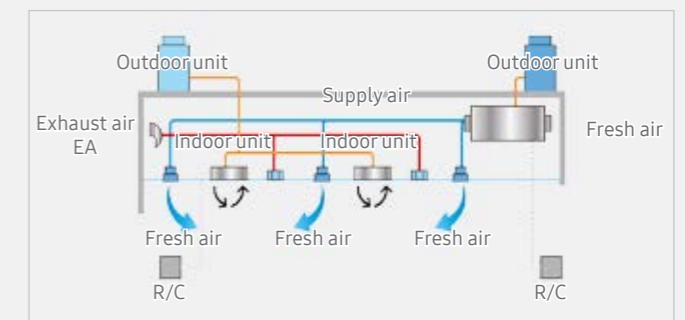 Outdoor unit
Outdoor unit
Supply air
Exhaust air
EA
Indoor unit
Indoor unit
Fresh air
Fresh air
Fresh air
Fresh air
R/C
R/C